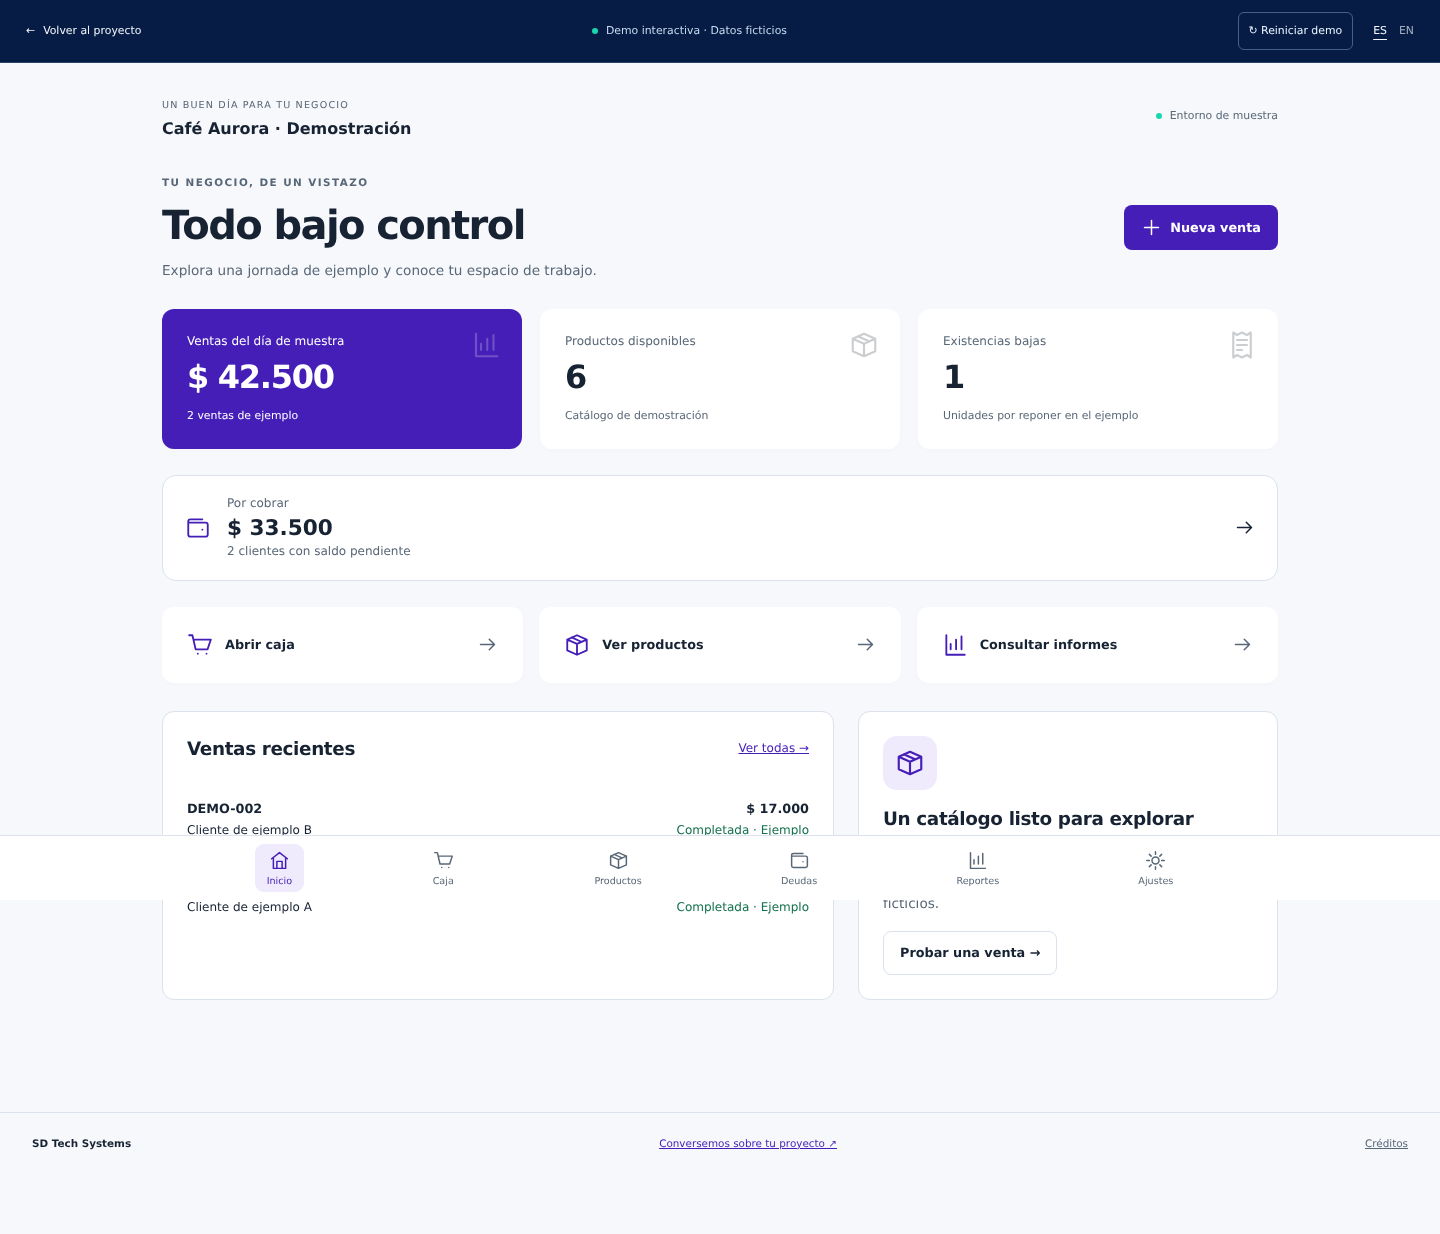 ← Volver al proyecto
Demo interactiva · Datos ficticios
↻ Reiniciar demo
ES EN
UN BUEN DÍA PARA TU NEGOCIO
Café Aurora · Demostración
Entorno de muestra
TU NEGOCIO, DE UN VISTAZO
Todo bajo control
Nueva venta
Explora una jornada de ejemplo y conoce tu espacio de trabajo.
Ventas del día de muestra
$ 42.500
2 ventas de ejemplo
Productos disponibles
6
Catálogo de demostración
Existencias bajas
1
Unidades por reponer en el ejemplo
Por cobrar
$ 33.500
2 clientes con saldo pendiente
→
Abrir caja →
Ver productos →
Consultar informes →
Ventas recientes
Ver todas →
DEMO-002
$ 17.000
Cliente de ejemplo B
Completada · Ejemplo
Un catálogo listo para explorar
Inicio
Caja
Productos
Deudas
Reportes
Ajustes
Cliente de ejemplo A
Completada · Ejemplo
ficticios.
Probar una venta →
SD Tech Systems
Conversemos sobre tu proyecto ↗
Créditos